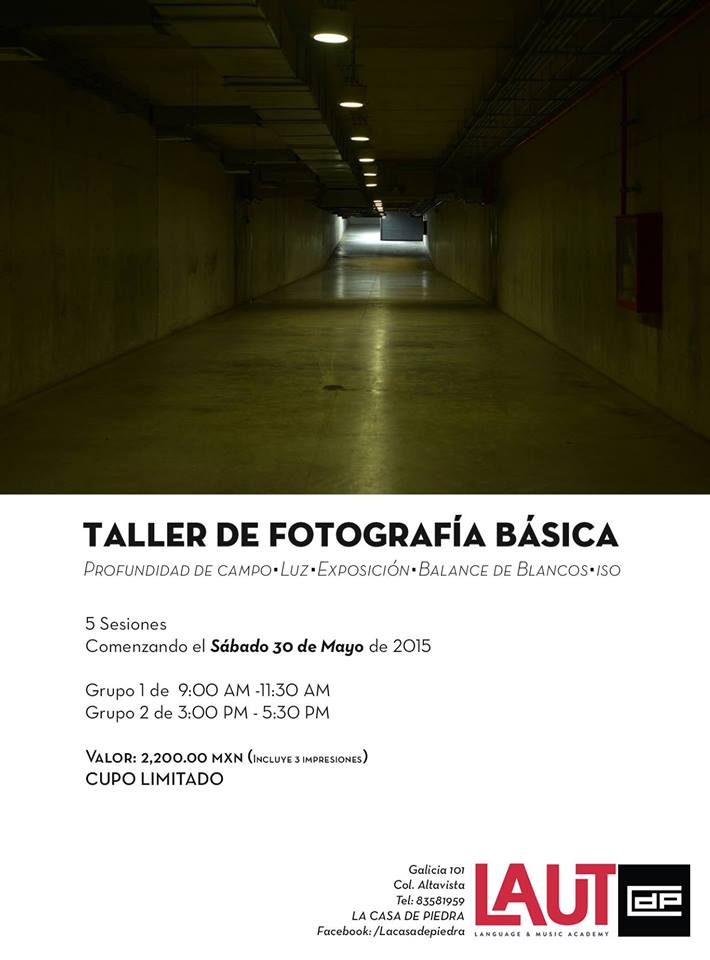 TALLER DE FOTOGRAFÍA BÁSICA
PROFUNDIDAD DE CAMPO▪LUZ▪EXPOSICIÓN▪BALANCE DE BLANCOS▪ISO
5 Sesiones
Comenzando el Sábado 30 de Mayo de 2015
Grupo 1 de 9:00 AM -11:30 AM
Grupo 2 de 3:00 PM - 5:30 PM
VALOR: 2,200.00 MXN (INCLUYE 3 IMPRESIONES)
CUPO LIMITADO
Galicia 101
Col. Altavista
Tel: 83581959
LA CASA DE PIEDRA
Facebook: /Lacasadepiedra
LAUT
LANGUAGE & MUSIC ACADEMY
CdP